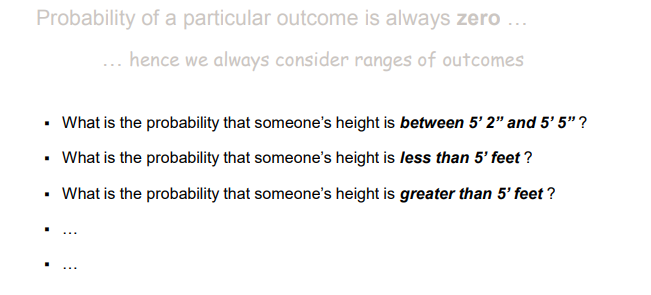 Probability of a particular outcome is always zero …
… hence we always consider ranges of outcomes
▪ What is the probability that someone’s height is between 5’ 2” and 5’ 5” ?
▪ What is the probability that someone’s height is less than 5’ feet ?
▪ What is the probability that someone’s height is greater than 5’ feet ?
▪ …
▪ …